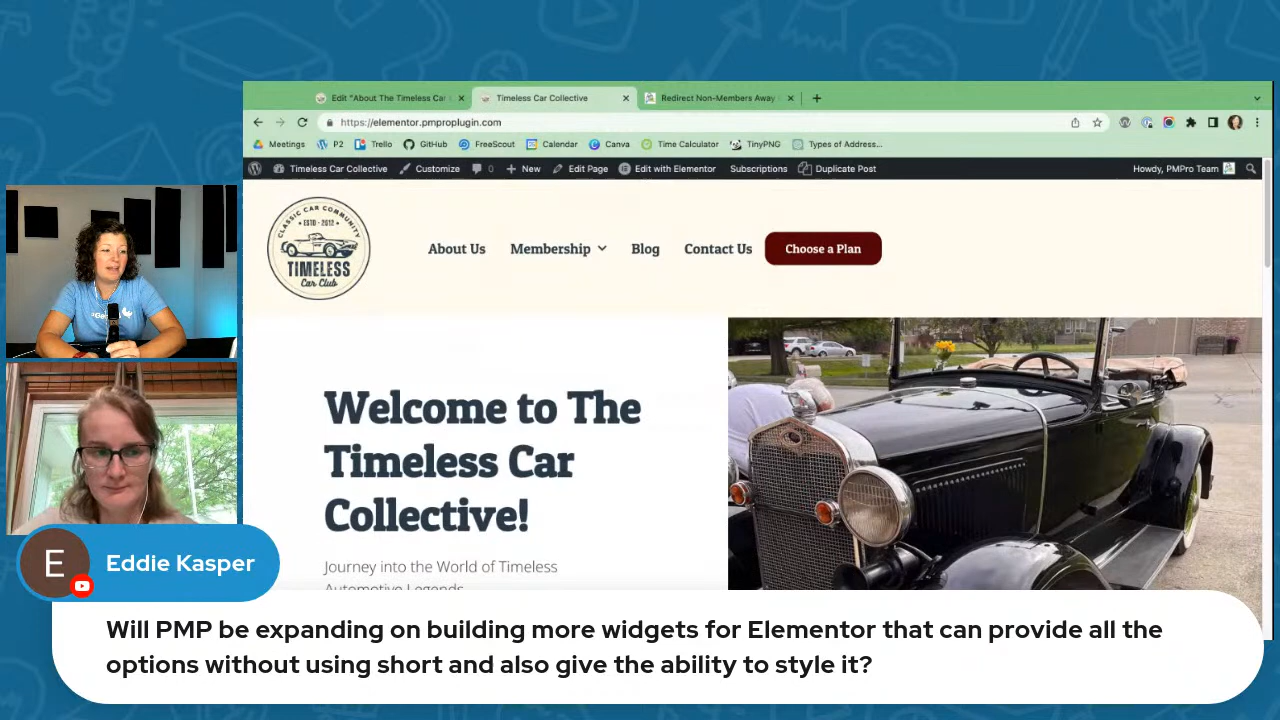 Edit "About The Timeless Car
Timeless Car Collective
Redirect Non-Members Away
https://elementor.pmproplugin.com
Meetings
P2
Trello
GitHub
FreeScout
Calendar
Canva
Time Calculator
TinyPNG
Types of Address...
Timeless Car Collective
Customize
0
New
Edit Page
Edit with Elementor
Subscriptions
Duplicate Post
Howdy, PMPro Team
CLASSIC CAR COMMUNITY
ESTD - 2012
TIMELESS
Car Club
About Us
Membership
Blog
Contact Us
Choose a Plan
Welcome to The
Timeless Car
Collective!
Journey into the World of Timeless
Automotive Legends
E
Eddie Kasper
Will PMP be expanding on building more widgets for Elementor that can provide all the
options without using short and also give the ability to style it?